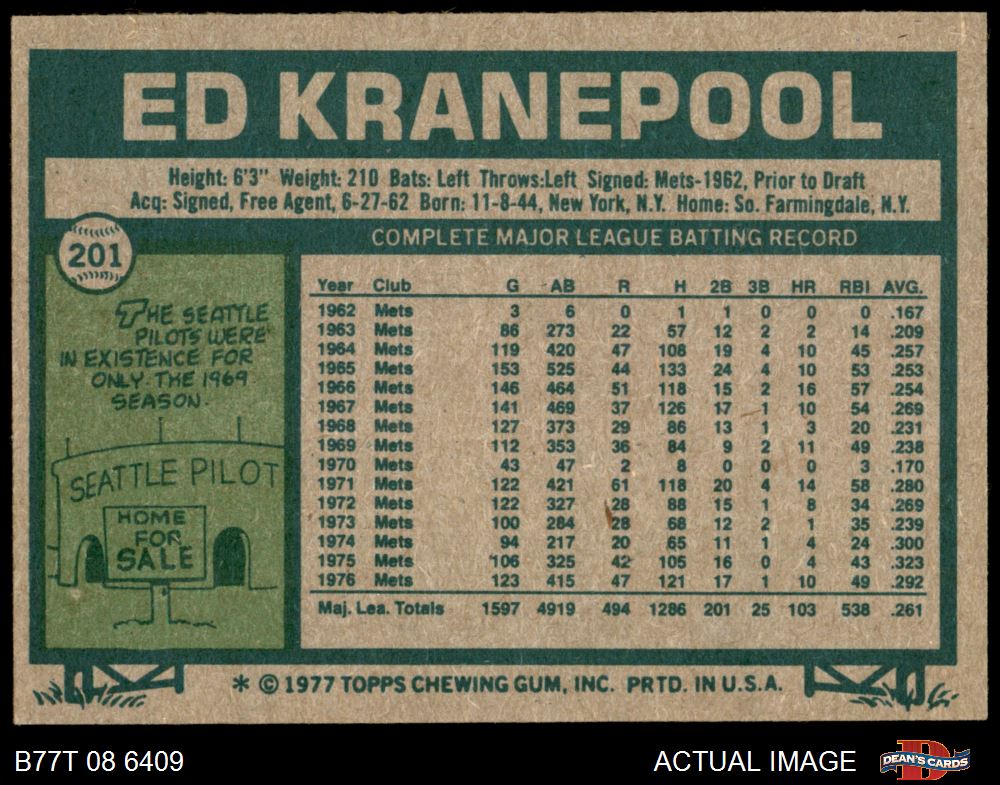 ED KRANEPOOL
Height: 6'3" Weight: 210 Bats: Left Throws:Left Signed: Mets-1962, Prior to Draft
Acq: Signed, Free Agent, 6-27-62 Born: 11-8-44, New York, N.Y. Home: So. Farmingdale, N.Y.
201
COMPLETE MAJOR LEAGUE BATTING RECORD
THE SEATTLE
PILOTS WERE
IN EXISTENCE FOR
ONLY THE 1969
SEASON.
SEATTLE PILOT
HOME
FOR
SALE
Year Club G AB R H 2B 3B HR RBI AVG.
1962 Mets 3 6 0 1 1 0 0 0 .167
1963 Mets 86 273 22 57 12 2 2 14 .209
1964 Mets 119 420 47 108 19 4 10 45 .257
1965 Mets 153 525 44 133 24 4 10 53 .253
1966 Mets 146 464 51 118 15 2 16 57 .254
1967 Mets 141 469 37 126 17 1 10 54 .269
1968 Mets 127 373 29 86 13 1 3 20 .231
1969 Mets 112 353 36 84 9 2 11 49 .238
1970 Mets 43 47 2 8 0 0 0 3 .170
1971 Mets 122 421 61 118 20 4 14 58 .280
1972 Mets 122 327 28 88 15 1 8 34 .269
1973 Mets 100 284 28 68 12 2 1 35 .239
1974 Mets 94 217 20 65 11 1 4 24 .300
1975 Mets 106 325 42 105 16 0 4 43 .323
1976 Mets 123 415 47 121 17 1 10 49 .292
Maj. Lea. Totals 1597 4919 494 1286 201 25 103 538 .261
* © 1977 TOPPS CHEWING GUM, INC. PRTD. IN U.S.A.
B77T 08 6409
ACTUAL IMAGE
DEAN'S CARDS